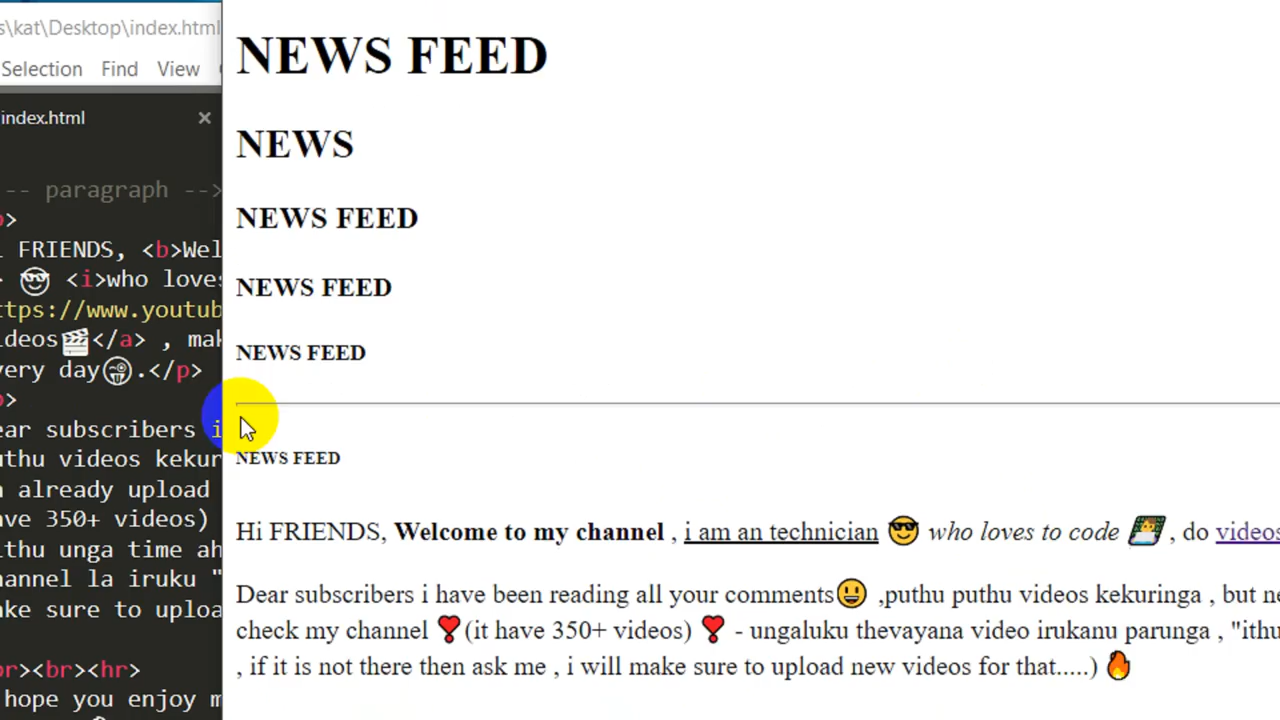 s\kat\Desktop\index.html
Selection Find View
index.html ×
-- paragraph -->
>
FRIENDS, <b>Wel
😎 <i>who loves
ttps://www.youtub
ideos🎬</a> , mak
very day😜.</p>
>
ear subscribers i
uthu videos kekur
already upload
ave 350+ videos)
ithu unga time ah
hannel la iruku "
ake sure to uploa
r><br><hr>
hope you enjoy m
NEWS FEED
NEWS
NEWS FEED
NEWS FEED
NEWS FEED
NEWS FEED
Hi FRIENDS, Welcome to my channel , i am an technician 😎 who loves to code 👨‍💻 , do videos
Dear subscribers i have been reading all your comments😃 ,puthu puthu videos kekuringa , but ne
check my channel ❣(it have 350+ videos) ❣ - ungaluku thevayana video irukanu parunga , "ithu
, if it is not there then ask me , i will make sure to upload new videos for that.....) 🔥